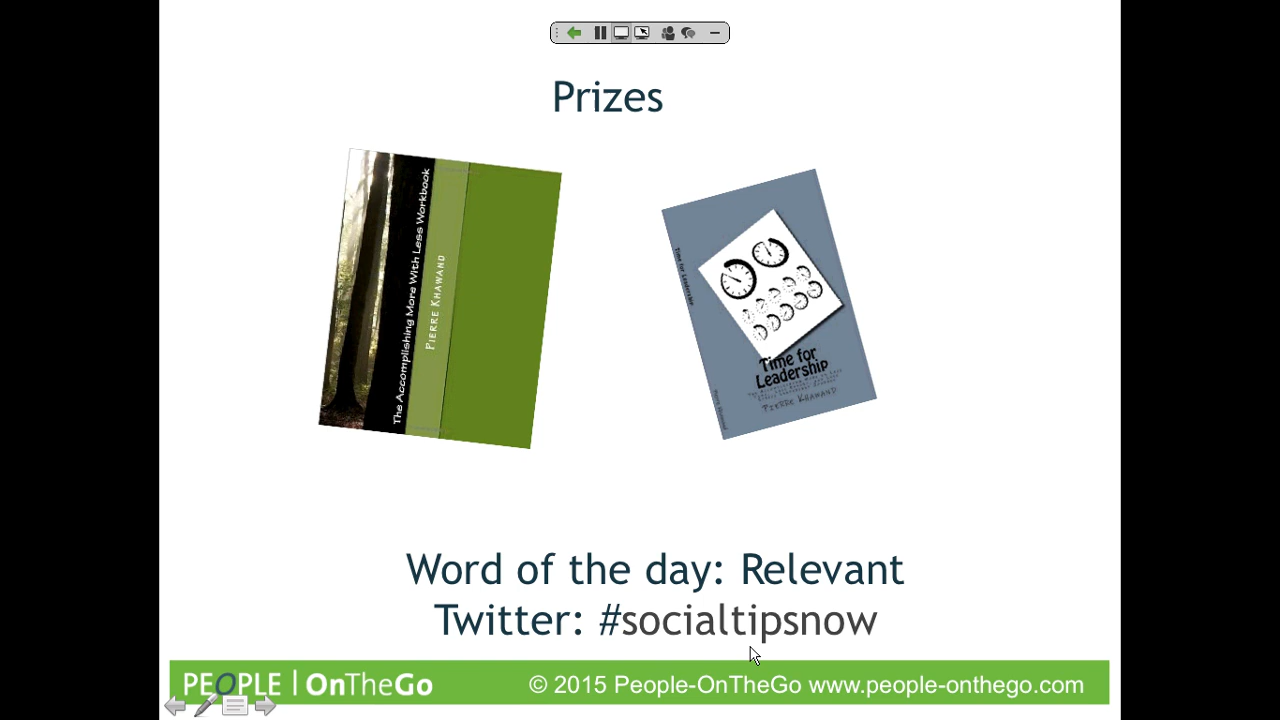 Prizes
The Accomplishing More With Less Workbook
PIERRE KHAWAND
Time for Leadership
Time for
Leadership
PIERRE KHAWAND
Word of the day: Relevant
Twitter: #socialtipsnow
PEOPLE | OnTheGo
© 2015 People-OnTheGo www.people-onthego.com